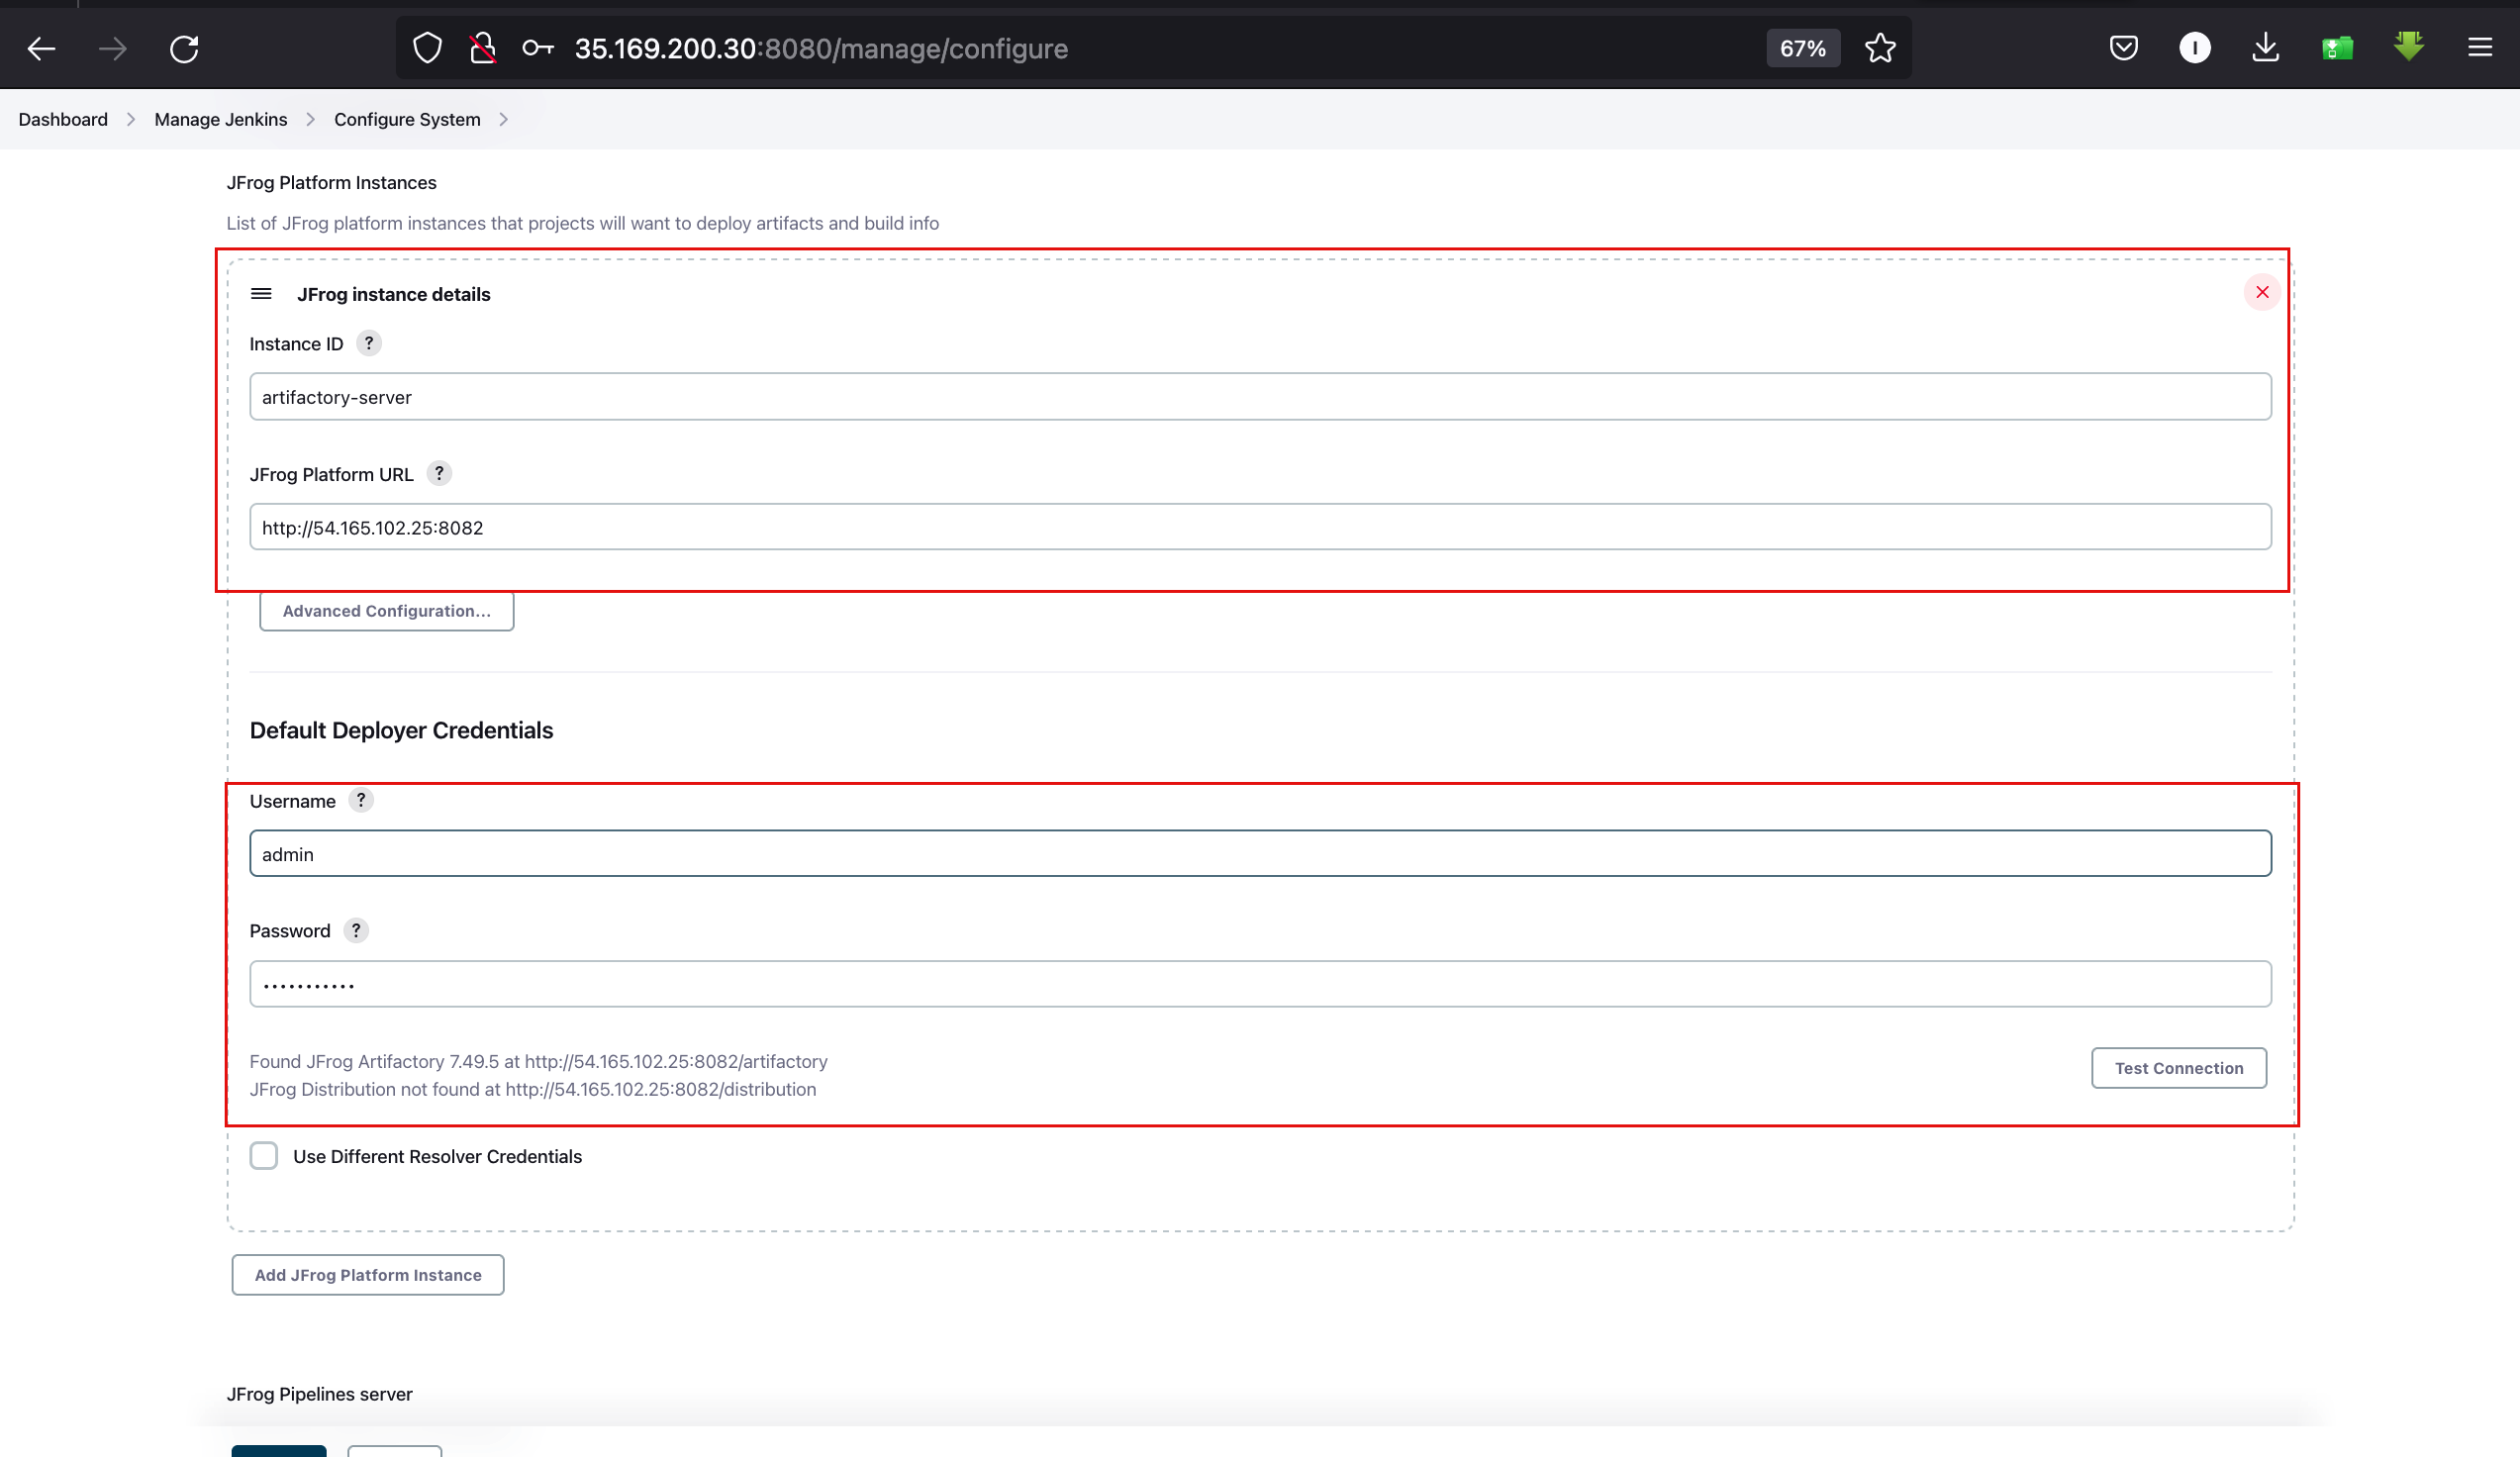 35.169.200.30:8080/manage/configure
67%
Dashboard
Manage Jenkins
Configure System
JFrog Platform Instances
List of JFrog platform instances that projects will want to deploy artifacts and build info
JFrog instance details
Instance ID ?
artifactory-server
JFrog Platform URL ?
http://54.165.102.25:8082
Advanced Configuration...
Default Deployer Credentials
Username ?
admin
Password ?
•••••••••••
Found JFrog Artifactory 7.49.5 at http://54.165.102.25:8082/artifactory
JFrog Distribution not found at http://54.165.102.25:8082/distribution
Test Connection
Use Different Resolver Credentials
Add JFrog Platform Instance
JFrog Pipelines server